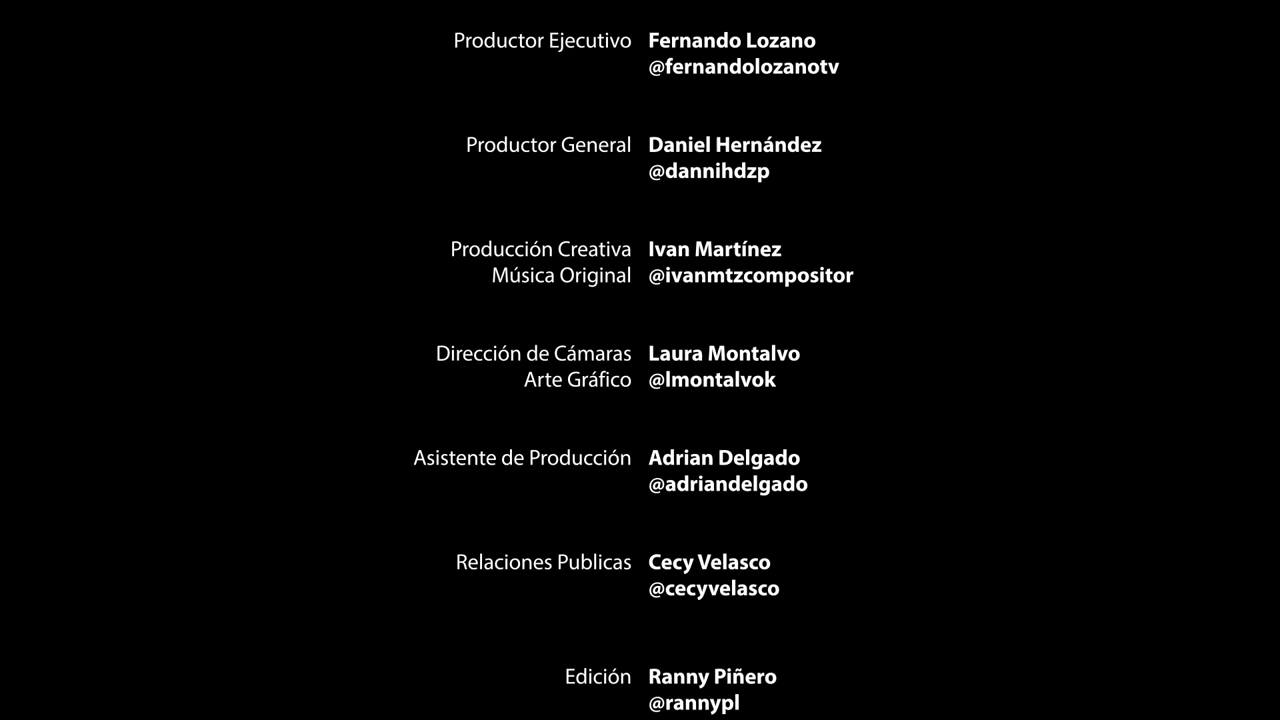 Productor Ejecutivo Fernando Lozano
@fernandolozanotv
Productor General Daniel Hernández
@dannihdzp
Producción Creativa Ivan Martínez
Música Original @ivanmtzcompositor
Dirección de Cámaras Laura Montalvo
Arte Gráfico @lmontalvok
Asistente de Producción Adrian Delgado
@adriandelgado
Relaciones Publicas Cecy Velasco
@cecyvelasco
Edición Ranny Piñero
@rannypl